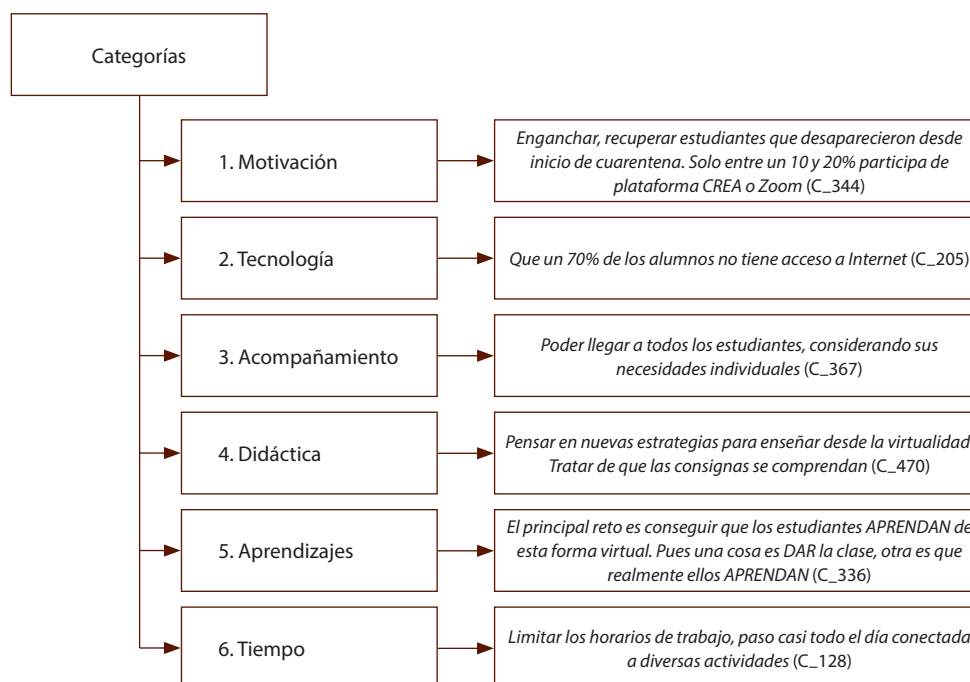 Categorías
1. Motivación
Enganchar, recuperar estudiantes que desaparecieron desde
inicio de cuarentena. Solo entre un 10 y 20% participa de
plataforma CREA o Zoom (C_344)
2. Tecnología
Que un 70% de los alumnos no tiene acceso a Internet (C_205)
3. Acompañamiento
Poder llegar a todos los estudiantes, considerando sus
necesidades individuales (C_367)
4. Didáctica
Pensar en nuevas estrategias para enseñar desde la virtualidad
Tratar de que las consignas se comprendan (C_470)
5. Aprendizajes
El principal reto es conseguir que los estudiantes APRENDAN de
esta forma virtual. Pues una cosa es DAR la clase, otra es que
realmente ellos APRENDAN (C_336)
6. Tiempo
Limitar los horarios de trabajo, paso casi todo el día conectada
a diversas actividades (C_128)